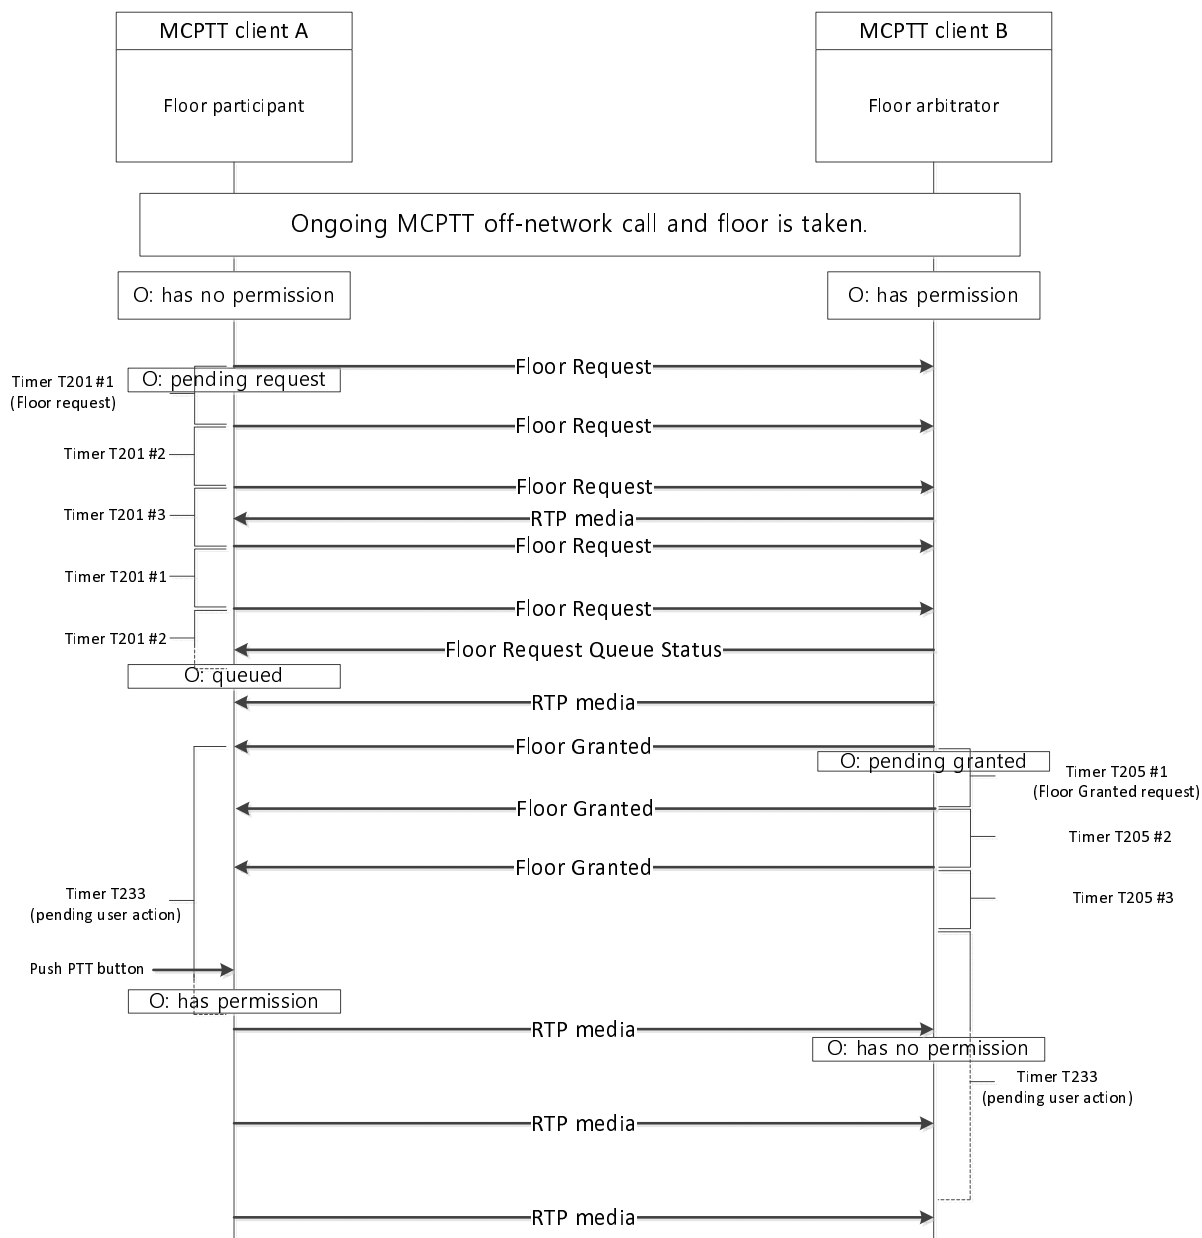 MCPTT client A
MCPTT client B
Floor participant
Floor arbitrator
Ongoing MCPTT off-network call and floor is taken.
O: has no permission
O: has permission
Floor Request
O: pending request
Timer T201 #1
(Floor request)
Floor Request
Timer T201 #2
Floor Request
Timer T201 #3
RTP media
Floor Request
Timer T201 #1
Floor Request
Timer T201 #2
Floor Request Queue Status
O: queued
RTP media
Floor Granted
O: pending granted
Timer T205 #1
(Floor Granted request)
Floor Granted
Timer T205 #2
Floor Granted
Timer T233
(pending user action)
Timer T205 #3
Push PTT button
O: has permission
RTP media
O: has no permission
Timer T233
(pending user action)
RTP media
RTP media